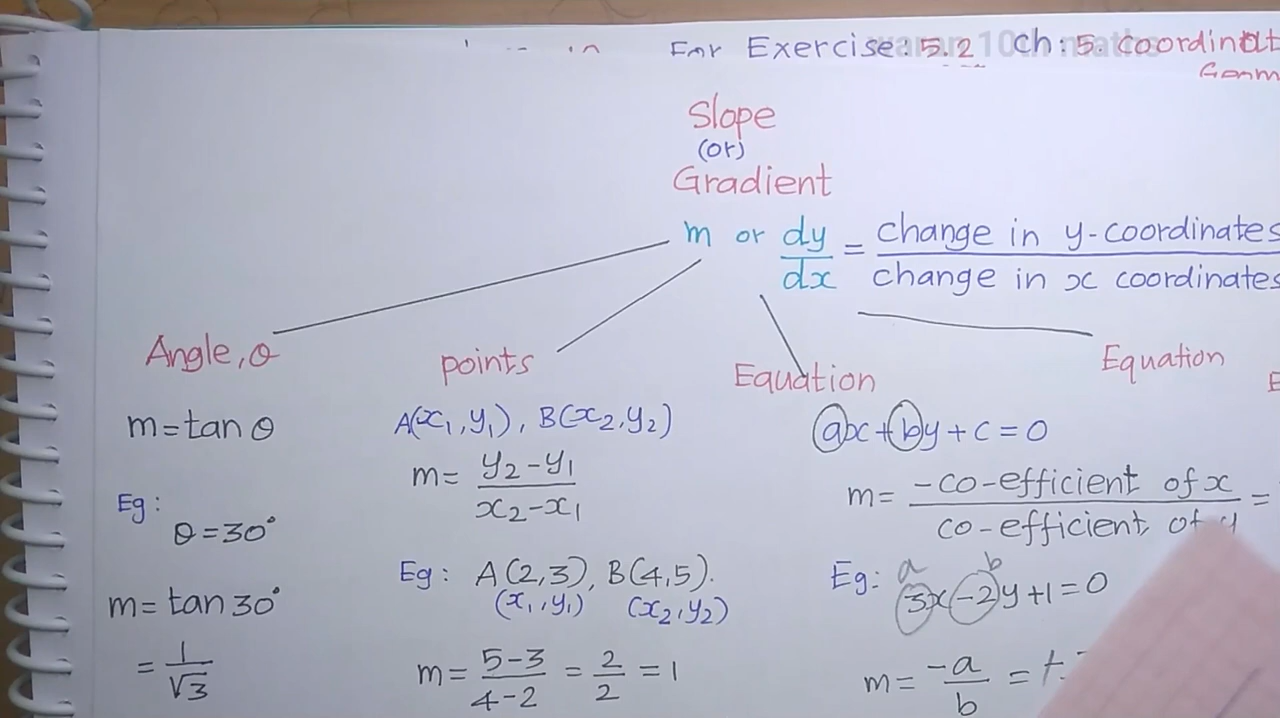 For Exercise: 5.2 Ch: 5. Coordinat
Slope
(or)
Gradient
m or dy/dx = change in y-coordinates/change in x coordinates
Angle, θ
m = tan θ
Eg:
θ = 30°
m = tan 30°
= 1/√3
points
A(x₁, y₁), B(x₂, y₂)
m = y₂ - y₁/x₂ - x₁
Eg: A(2,3), B(4,5).
(x₁, y₁) (x₂, y₂)
m = 5-3/4-2 = 2/2 = 1
Equation
ax + by + c = 0
m = -co-efficient of x/co-efficient of y =
Eg: a b
3x - 2y + 1 = 0
m = -a/b = +
Equation